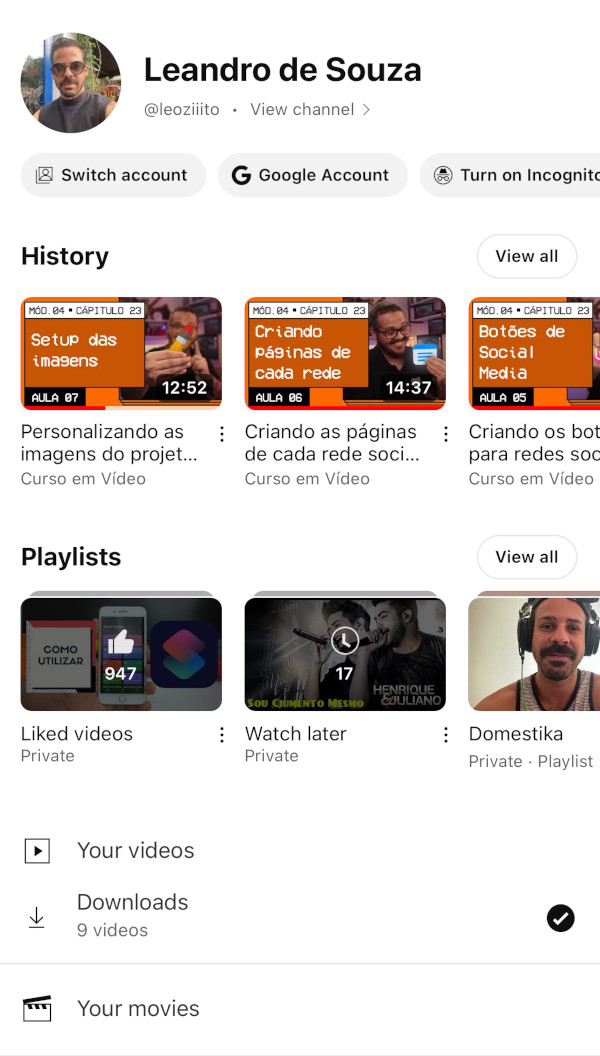 Leandro de Souza
@leoziiito • View channel
Switch account
Google Account
Turn on Incognito
History
View all
MÓD.04 • CÁPITULO 23
Setup das
imagens
AULA 07
12:52
MÓD.04 • CÁPITULO 23
Criando
páginas de
cada rede
AULA 06
14:37
MÓD.04 • CÁPITULO 23
Botões de
Social
Media
AULA 05
Personalizando as
imagens do projet...
Curso em Vídeo
Criando as páginas
de cada rede soci...
Curso em Vídeo
Criando os bot
para redes soc
Curso em Vídeo
Playlists
View all
COMO
UTILIZAR
947
17
SOU CIUMENTO MESMO
HENRIQUE
&JULIANO
Liked videos
Private
Watch later
Private
Domestika
Private · Playlist
Your videos
Downloads
9 videos
Your movies